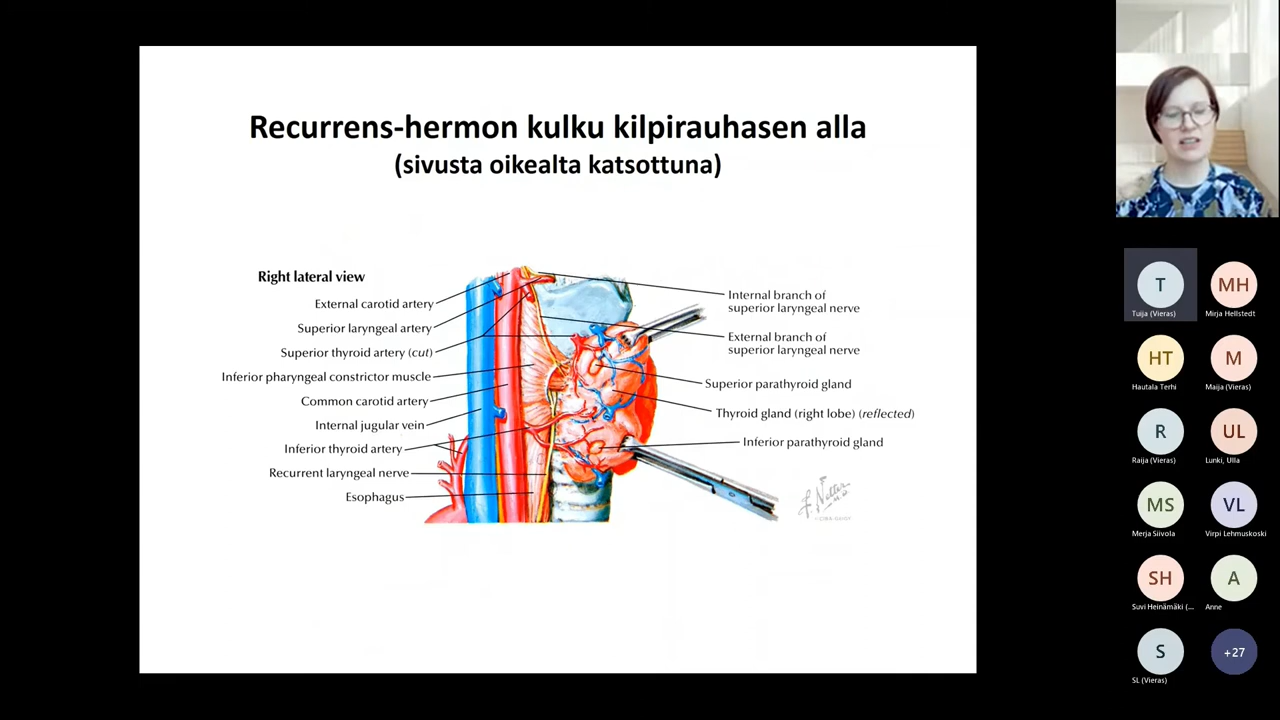 Recurrens-hermon kulku kilpirauhasen alla
(sivusta oikealta katsottuna)
Right lateral view
External carotid artery
Superior laryngeal artery
Superior thyroid artery (cut)
Inferior pharyngeal constrictor muscle
Common carotid artery
Internal jugular vein
Inferior thyroid artery
Recurrent laryngeal nerve
Esophagus
Internal branch of
superior laryngeal nerve
External branch of
superior laryngeal nerve
Superior parathyroid gland
Thyroid gland (right lobe) (reflected)
Inferior parathyroid gland
T
Tuija (Vieras)
MH
Mirja Hellstedt
HT
Hautala Terhi
M
Maija (Vieras)
R
Raija (Vieras)
UL
Lunki, Ulla
MS
Merja Siivola
VL
Virpi Lehmuskoski
SH
Suvi Heinämäki (...
A
Anne
S
SL (Vieras)
+27